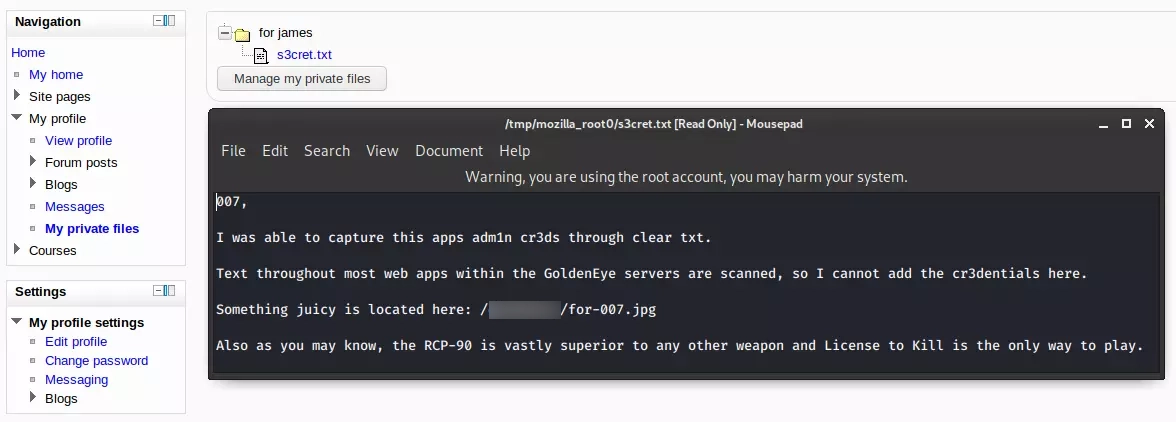 Navigation
Home
My home
Site pages
My profile
View profile
Forum posts
Blogs
Messages
My private files
Courses
Settings
My profile settings
Edit profile
Change password
Messaging
Blogs
for james
s3cret.txt
Manage my private files
/tmp/mozilla_root0/s3cret.txt [Read Only] - Mousepad
File Edit Search View Document Help
Warning, you are using the root account, you may harm your system.
007,
I was able to capture this apps adm1n cr3ds through clear txt.
Text throughout most web apps within the GoldenEye servers are scanned, so I cannot add the cr3dentials here.
Something juicy is located here: / /for-007.jpg
Also as you may know, the RCP-90 is vastly superior to any other weapon and License to Kill is the only way to play.